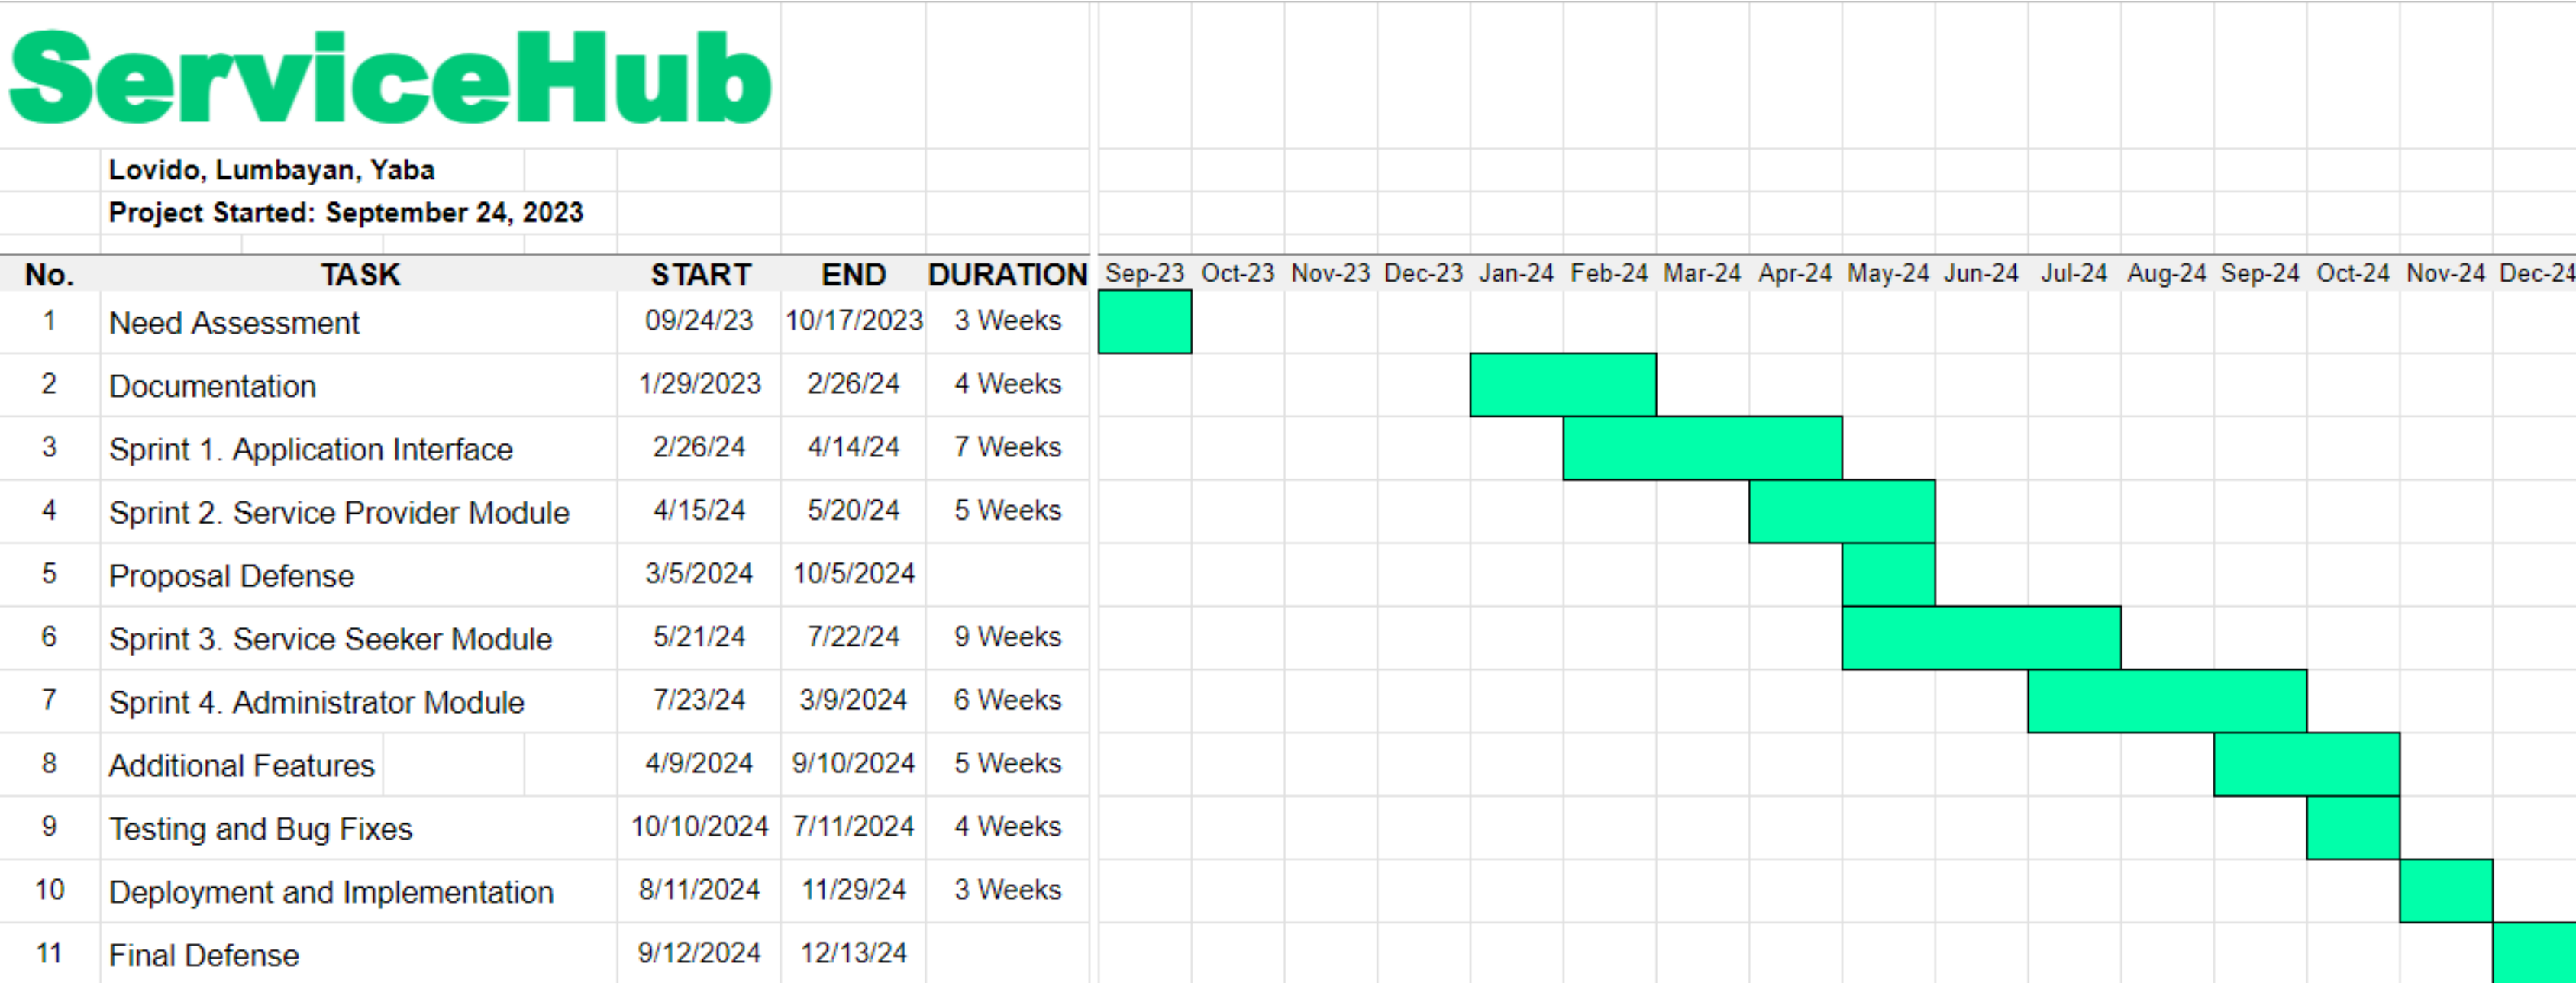 ServiceHub
Lovido, Lumbayan, Yaba
Project Started: September 24, 2023
No. TASK START END DURATION Sep-23 Oct-23 Nov-23 Dec-23 Jan-24 Feb-24 Mar-24 Apr-24 May-24 Jun-24 Jul-24 Aug-24 Sep-24 Oct-24 Nov-24 Dec-24
1 Need Assessment 09/24/23 10/17/2023 3 Weeks
2 Documentation 1/29/2023 2/26/24 4 Weeks
3 Sprint 1. Application Interface 2/26/24 4/14/24 7 Weeks
4 Sprint 2. Service Provider Module 4/15/24 5/20/24 5 Weeks
5 Proposal Defense 3/5/2024 10/5/2024
6 Sprint 3. Service Seeker Module 5/21/24 7/22/24 9 Weeks
7 Sprint 4. Administrator Module 7/23/24 3/9/2024 6 Weeks
8 Additional Features 4/9/2024 9/10/2024 5 Weeks
9 Testing and Bug Fixes 10/10/2024 7/11/2024 4 Weeks
10 Deployment and Implementation 8/11/2024 11/29/24 3 Weeks
11 Final Defense 9/12/2024 12/13/24